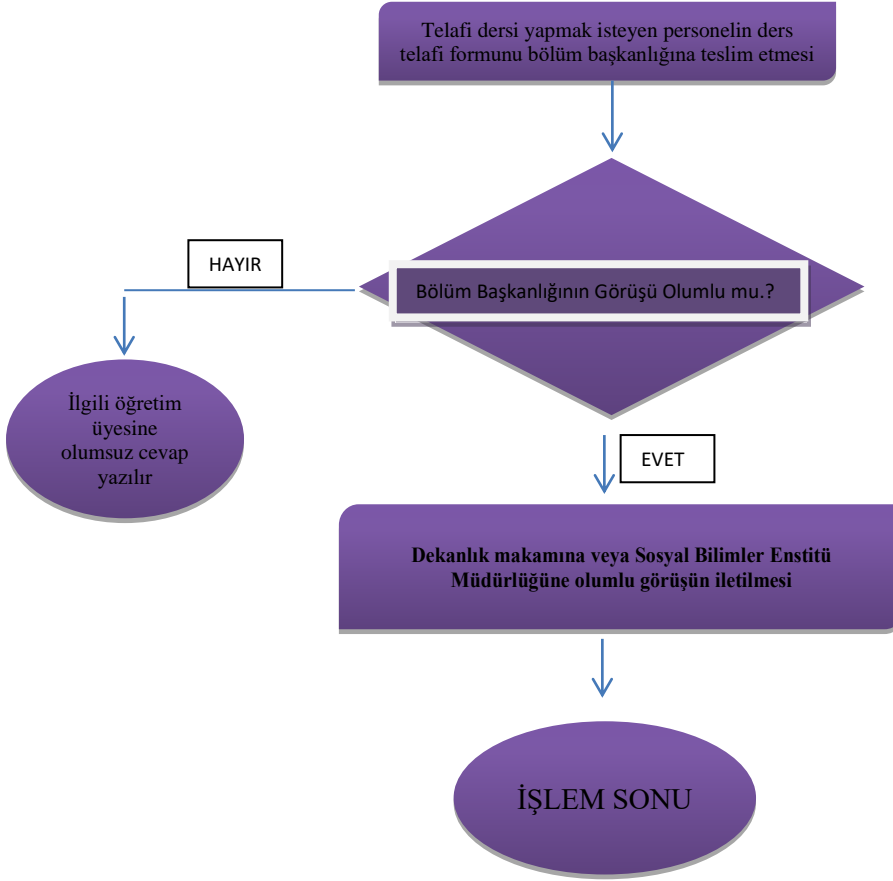 Telafi dersi yapmak isteyen personelin ders
telafi formunu bölüm başkanlığına teslim etmesi
HAYIR
Bölüm Başkanlığının Görüşü Olumlu mu.?
İlgili öğretim
üyesine
olumsuz cevap
yazılır
EVET
Dekanlık makamına veya Sosyal Bilimler Enstitü
Müdürlüğüne olumlu görüşün iletilmesi
İŞLEM SONU